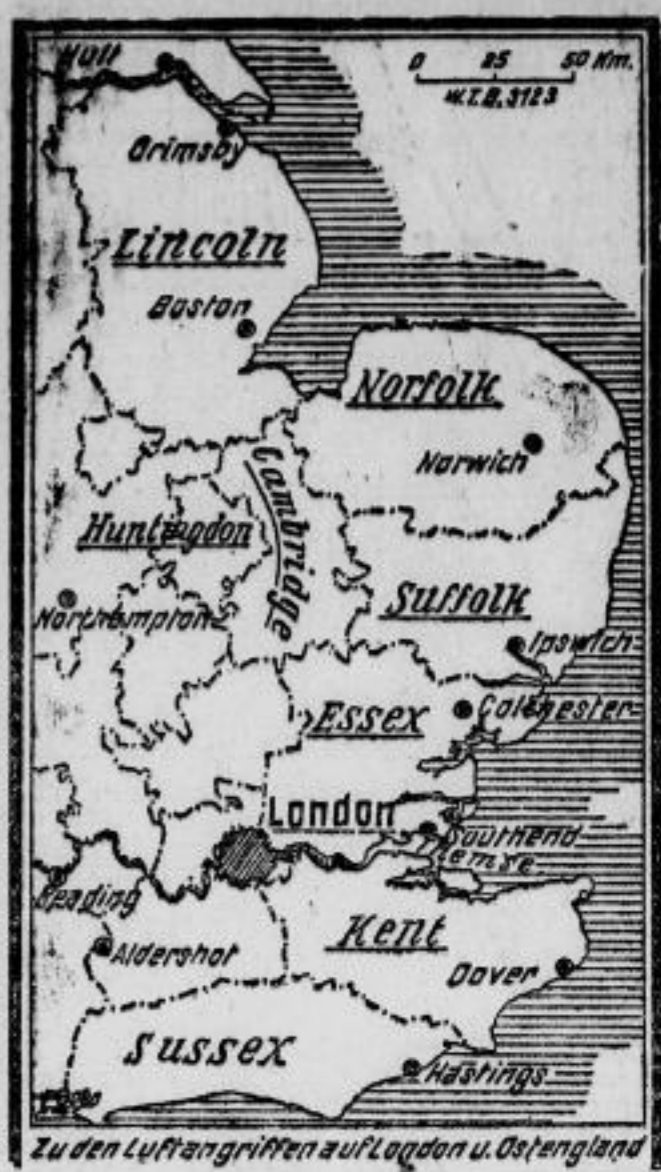 Hull
0 25 50 Km.
W.T.B. 3123
Grimsby
Lincoln
Boston
Norfolk
Norwich
Cambridge
Huntingdon
Suffolk
Northampton
Ipswich
Essex
Colchester
London
Southend
Temse
Reading
Kent
Aldershot
Dover
Sussex
Hastings
Zu den Luftangriffen auf London u. Ostengland